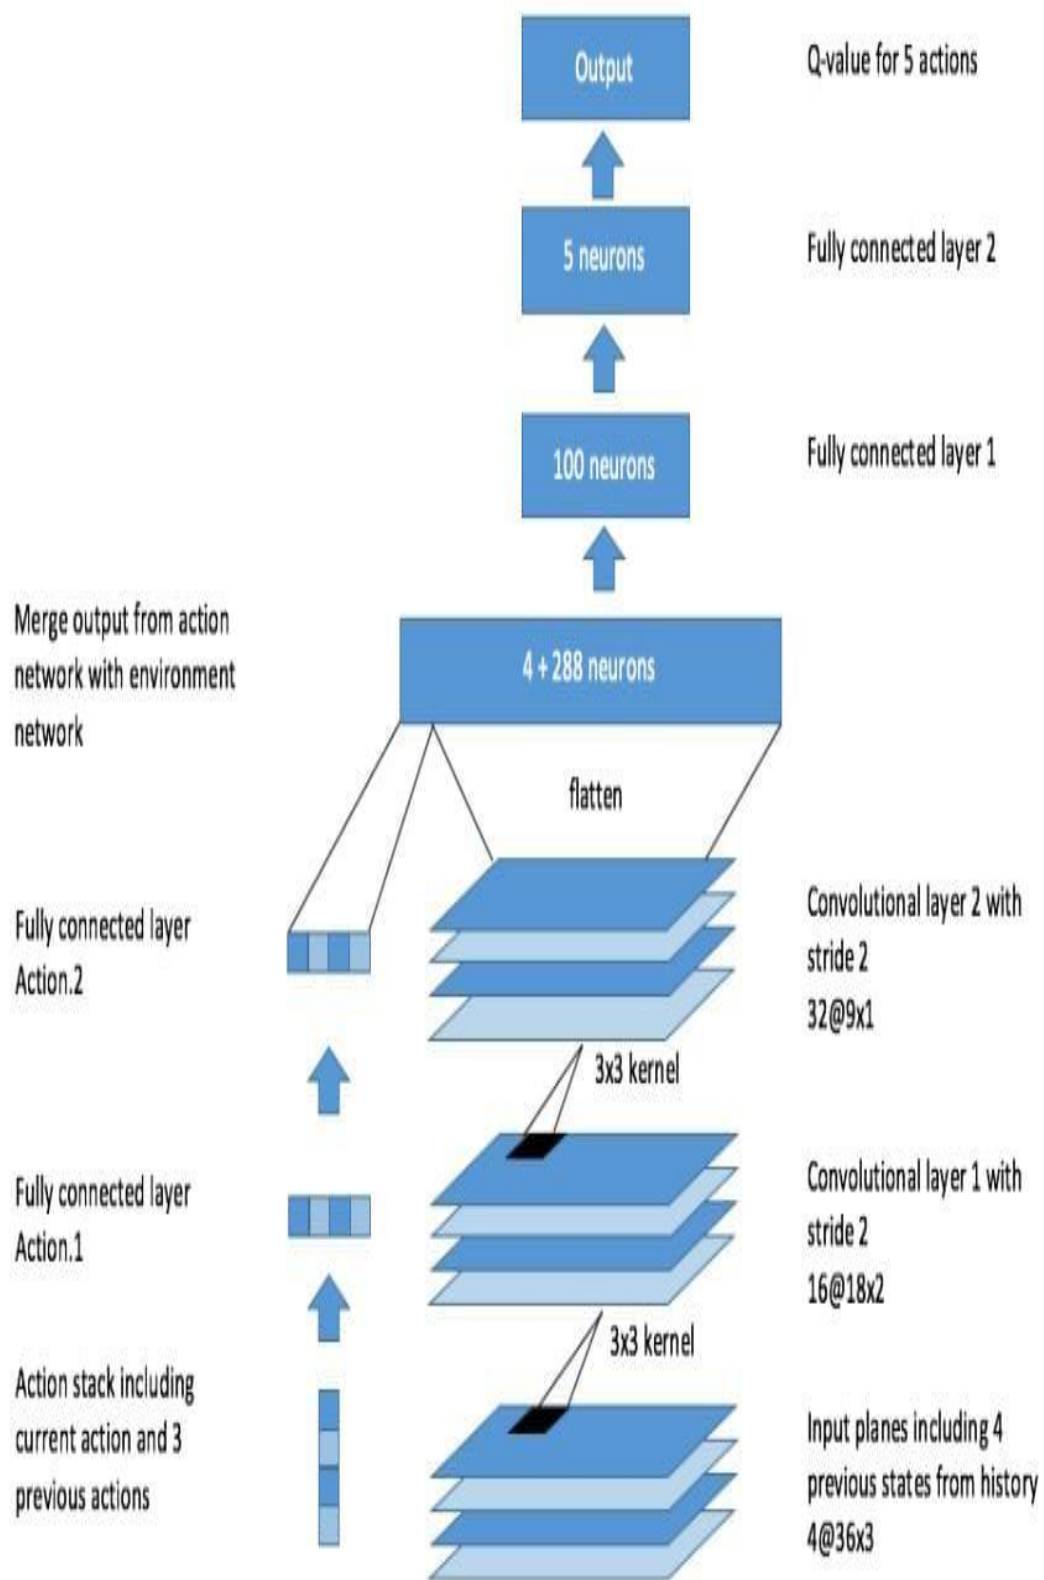 Output
Q-value for 5 actions
5 neurons
Fully connected layer 2
100 neurons
Fully connected layer 1
Merge output from action
network with environment
network
4 + 288 neurons
flatten
Fully connected layer
Action.2
Convolutional layer 2 with
stride 2
32@9x1
3x3 kernel
Fully connected layer
Action.1
Convolutional layer 1 with
stride 2
16@18x2
3x3 kernel
Action stack including
current action and 3
previous actions
Input planes including 4
previous states from history
4@36x3